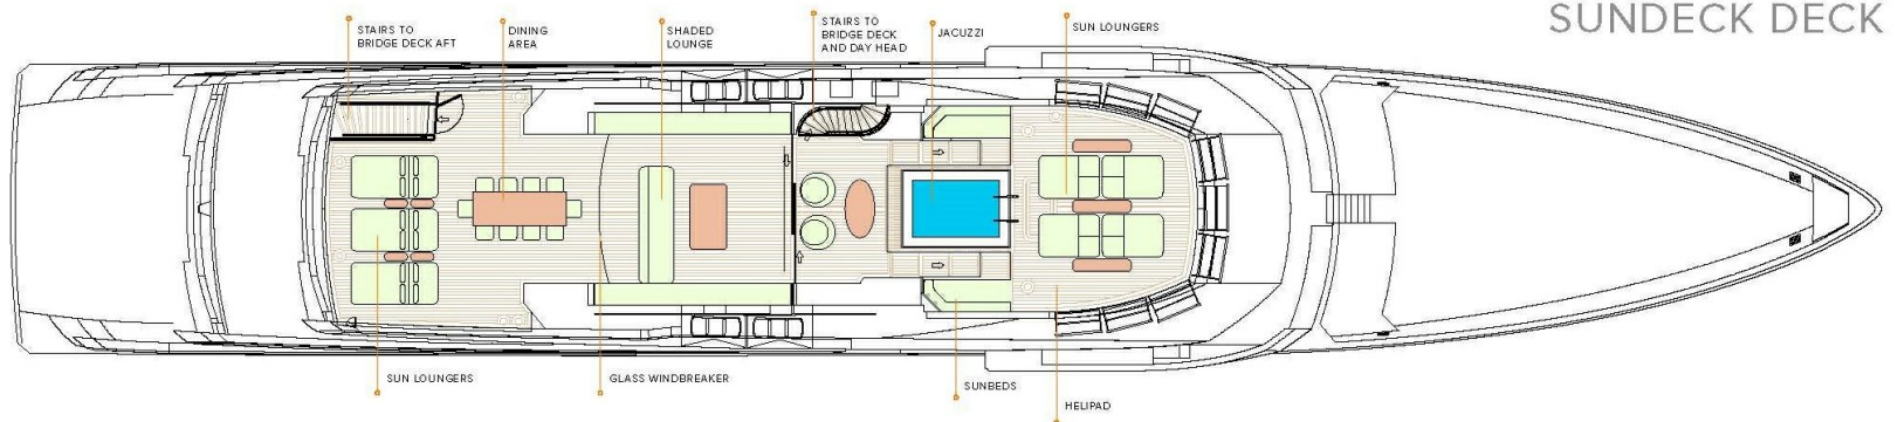 SUNDECK DECK
STAIRS TO
BRIDGE DECK AFT
DINING
AREA
SHADED
LOUNGE
STAIRS TO
BRIDGE DECK
AND DAY HEAD
JACUZZI
SUN LOUNGERS
SUN LOUNGERS
GLASS WINDBREAKER
SUNBEDS
HELIPAD